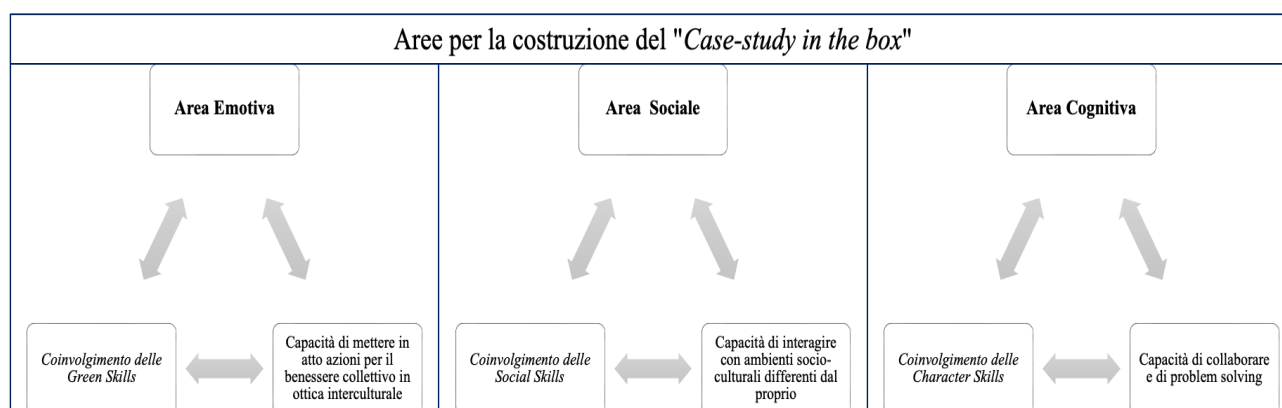 Aree per la costruzione del "Case-study in the box"
Area Emotiva
Coinvolgimento delle
Green Skills
Capacità di mettere in
atto azioni per il
benessere collettivo in
ottica interculturale
Area Sociale
Coinvolgimento delle
Social Skills
Capacità di interagire
con ambienti socio-
culturali differenti dal
proprio
Area Cognitiva
Coinvolgimento delle
Character Skills
Capacità di collaborare
e di problem solving